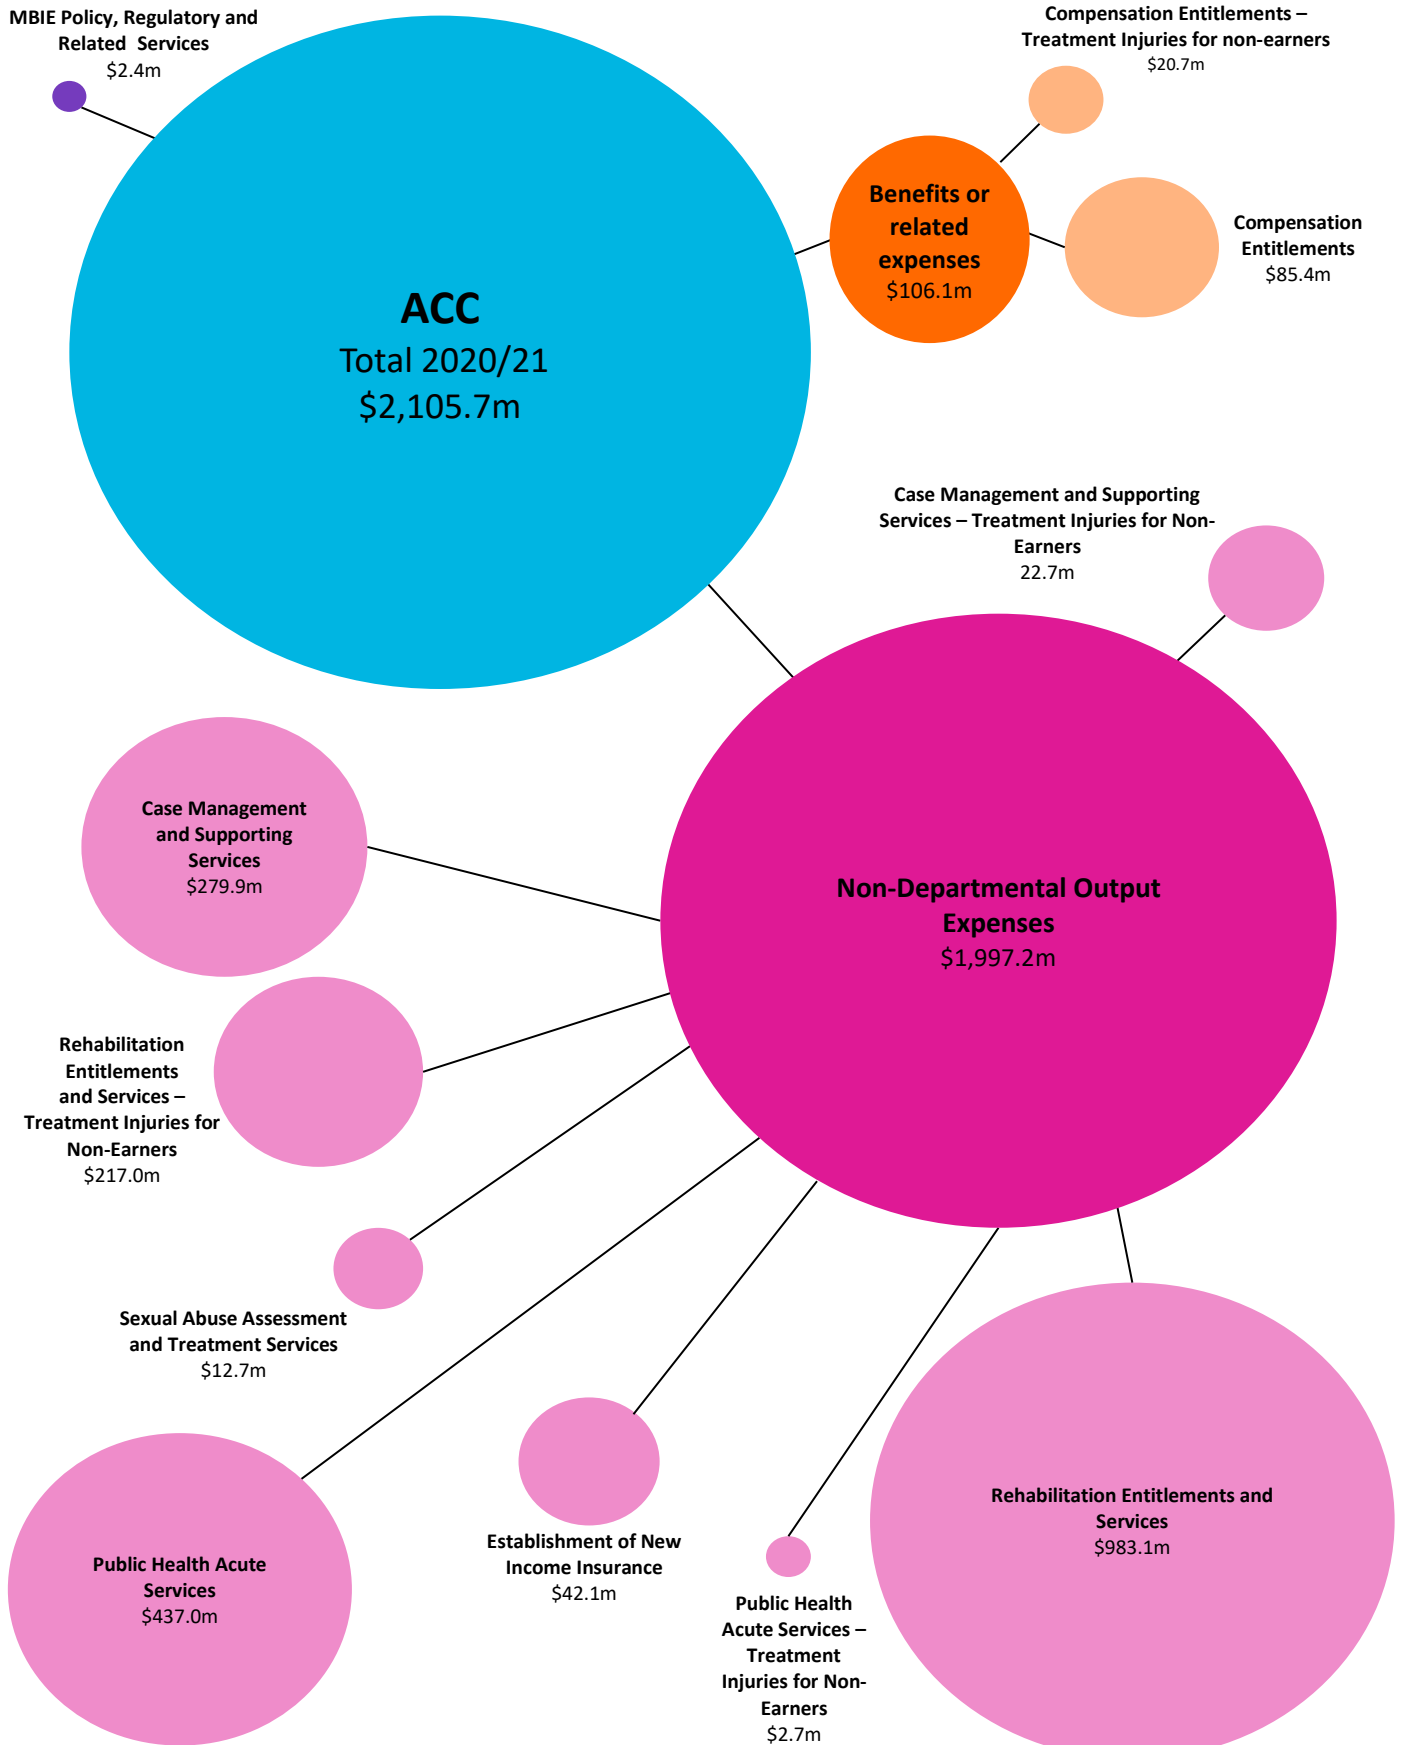 MBIE Policy, Regulatory and
Related Services
$2.4m
Compensation Entitlements –
Treatment Injuries for non-earners
$20.7m
Benefits or
related
expenses
$106.1m
Compensation
Entitlements
$85.4m
ACC
Total 2020/21
$2,105.7m
Case Management and Supporting
Services – Treatment Injuries for Non-
Earners
22.7m
Case Management
and Supporting
Services
$279.9m
Non-Departmental Output
Expenses
$1,997.2m
Rehabilitation
Entitlements
and Services –
Treatment Injuries for
Non-Earners
$217.0m
Sexual Abuse Assessment
and Treatment Services
$12.7m
Public Health Acute
Services
$437.0m
Establishment of New
Income Insurance
$42.1m
Public Health
Acute Services –
Treatment
Injuries for Non-
Earners
$2.7m
Rehabilitation Entitlements and
Services
$983.1m